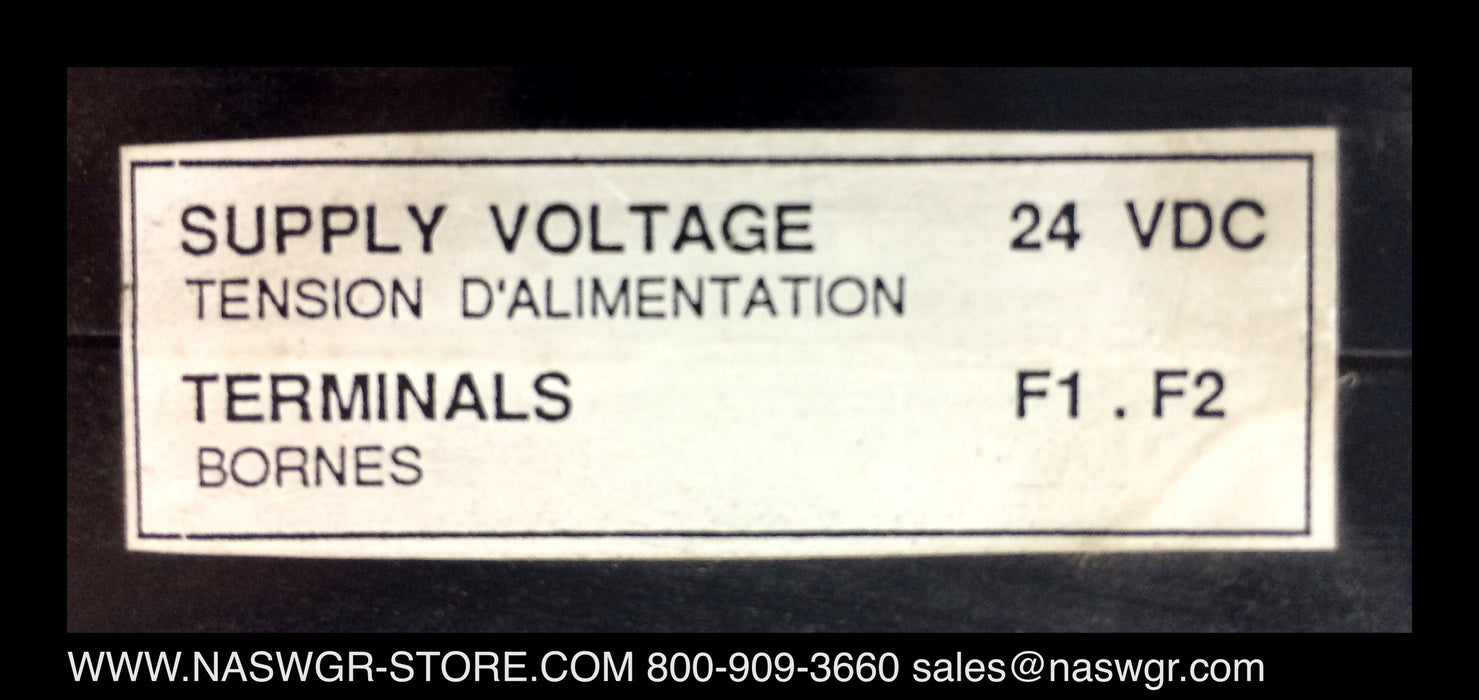 SUPPLY VOLTAGE 24 VDC
TENSION D'ALIMENTATION
TERMINALS F1 . F2
BORNES
WWW.NASWGR-STORE.COM 800-909-3660 sales@naswgr.com